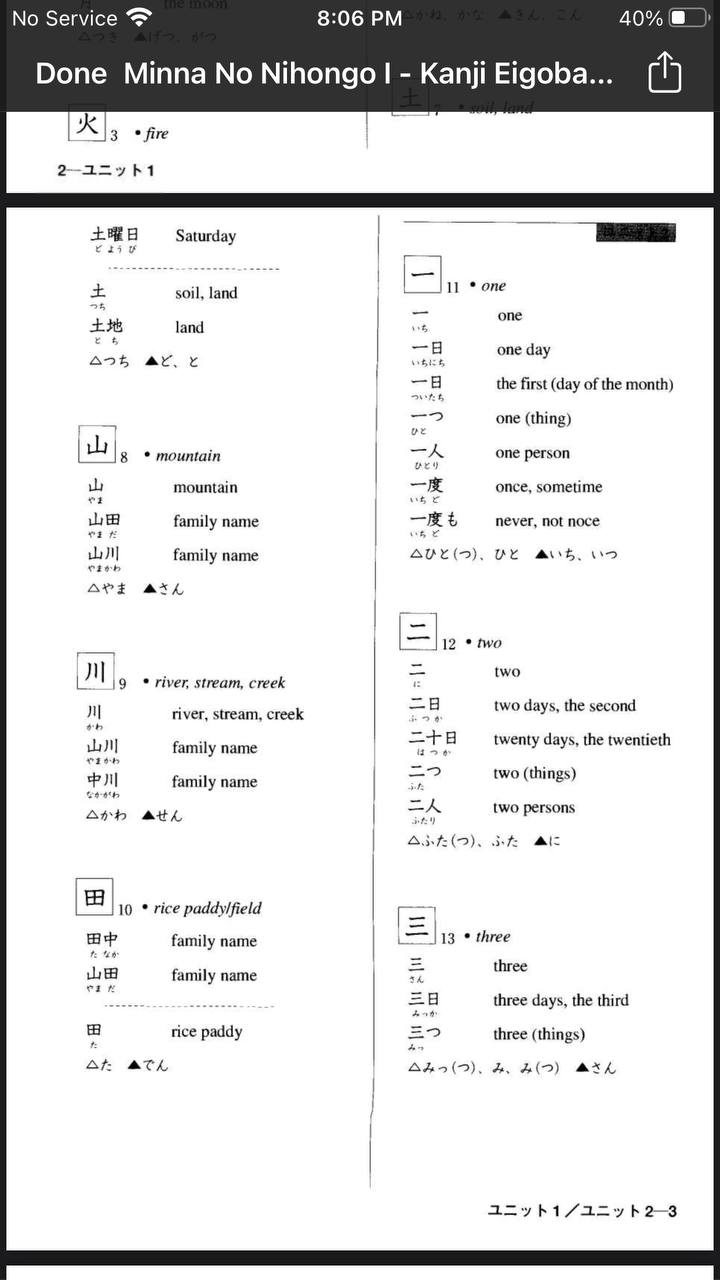 No Service 8:06 PM 40%
Done Minna No Nihongo I - Kanji Eigoba...
the moon
△つき ▲げつ、がつ
△かね、かな ▲きん、こん
火 3 • fire
土 7 • soil, land
2—ユニット1
土曜日 Saturday
どようび
土 soil, land
つち
土地 land
とち
△つち ▲ど、と
山 8 • mountain
山 mountain
やま
山田 family name
やまだ
山川 family name
やまかわ
△やま ▲さん
川 9 • river, stream, creek
川 river, stream, creek
かわ
山川 family name
やまかわ
中川 family name
なかがわ
△かわ ▲せん
田 10 • rice paddy/field
田中 family name
たなか
山田 family name
やまだ
田 rice paddy
た
△た ▲でん
一 11 • one
一 one
いち
一日 one day
いちにち
一日 the first (day of the month)
ついたち
一つ one (thing)
ひと
一人 one person
ひとり
一度 once, sometime
いちど
一度も never, not noce
いちど
△ひと(つ)、ひと ▲いち、いつ
二 12 • two
二 two
に
二日 two days, the second
ふつか
二十日 twenty days, the twentieth
はつか
二つ two (things)
ふた
二人 two persons
ふたり
△ふた(つ)、ふた ▲に
三 13 • three
三 three
さん
三日 three days, the third
みっか
三つ three (things)
みっ
△みっ(つ)、み、み(つ) ▲さん
ユニット1／ユニット2—3